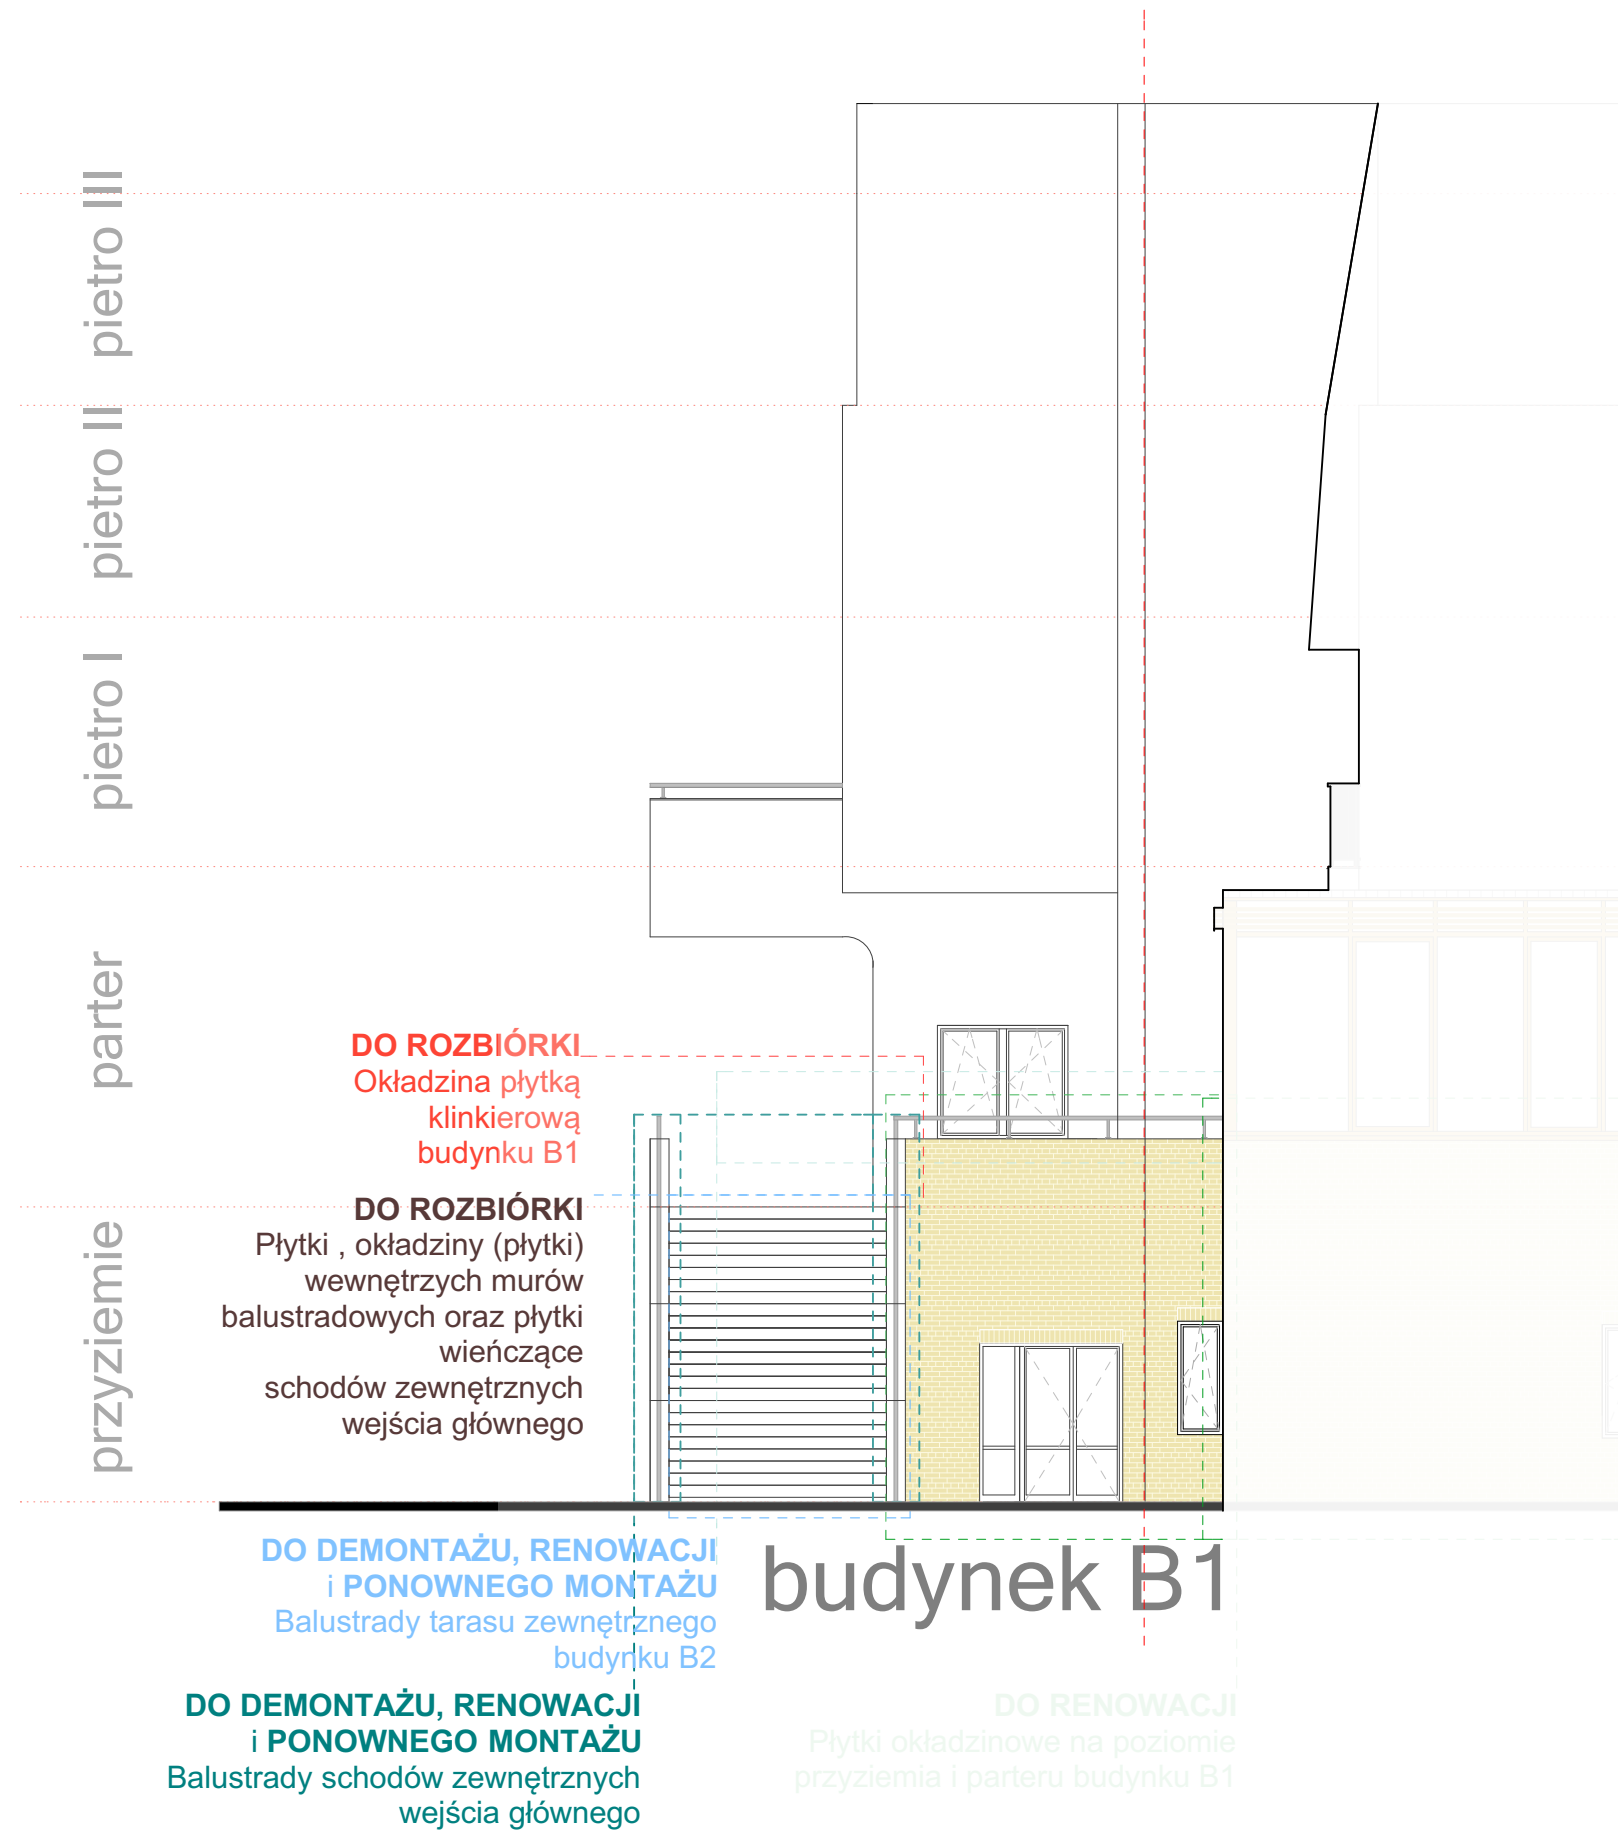 pietro III
pietro II
pietro I
parter
przyziemie
DO ROZBIÓRKI
Okładzina płytką
klinkierową
budynku B1
DO ROZBIÓRKI
Płytki , okładziny (płytki)
wewnętrzych murów
balustradowych oraz płytki
wieńczące
schodów zewnętrznych
wejścia głównego
DO DEMONTAŻU, RENOWACJI
i PONOWNEGO MONTAŻU
Balustrady tarasu zewnętrznego
budynku B2
budynek B1
DO DEMONTAŻU, RENOWACJI
i PONOWNEGO MONTAŻU
Balustrady schodów zewnętrznych
wejścia głównego
DO RENOWACJI
Płytki okładzinowe na poziomie
przyziemia i parteru budynku B1